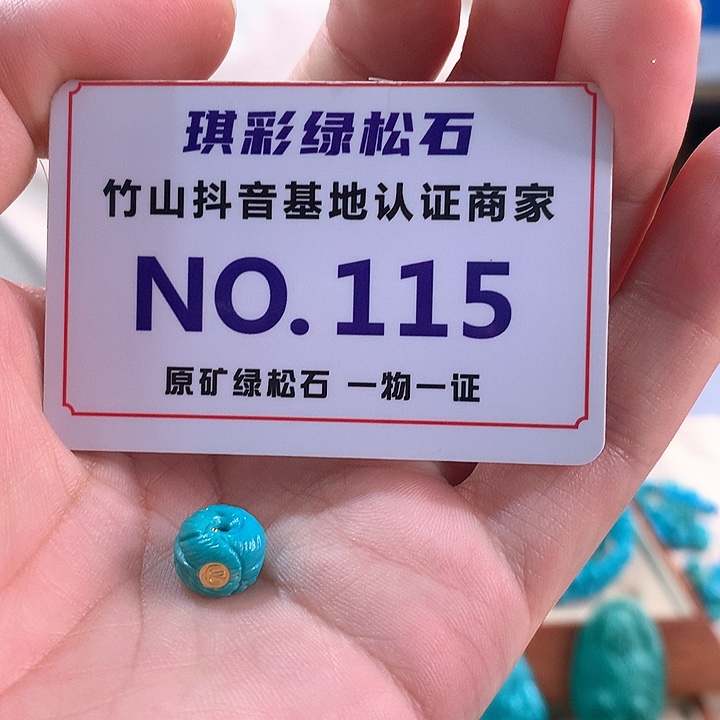 琪彩绿松石
竹山抖音基地认证商家
NO.115
原矿绿松石 一物一证